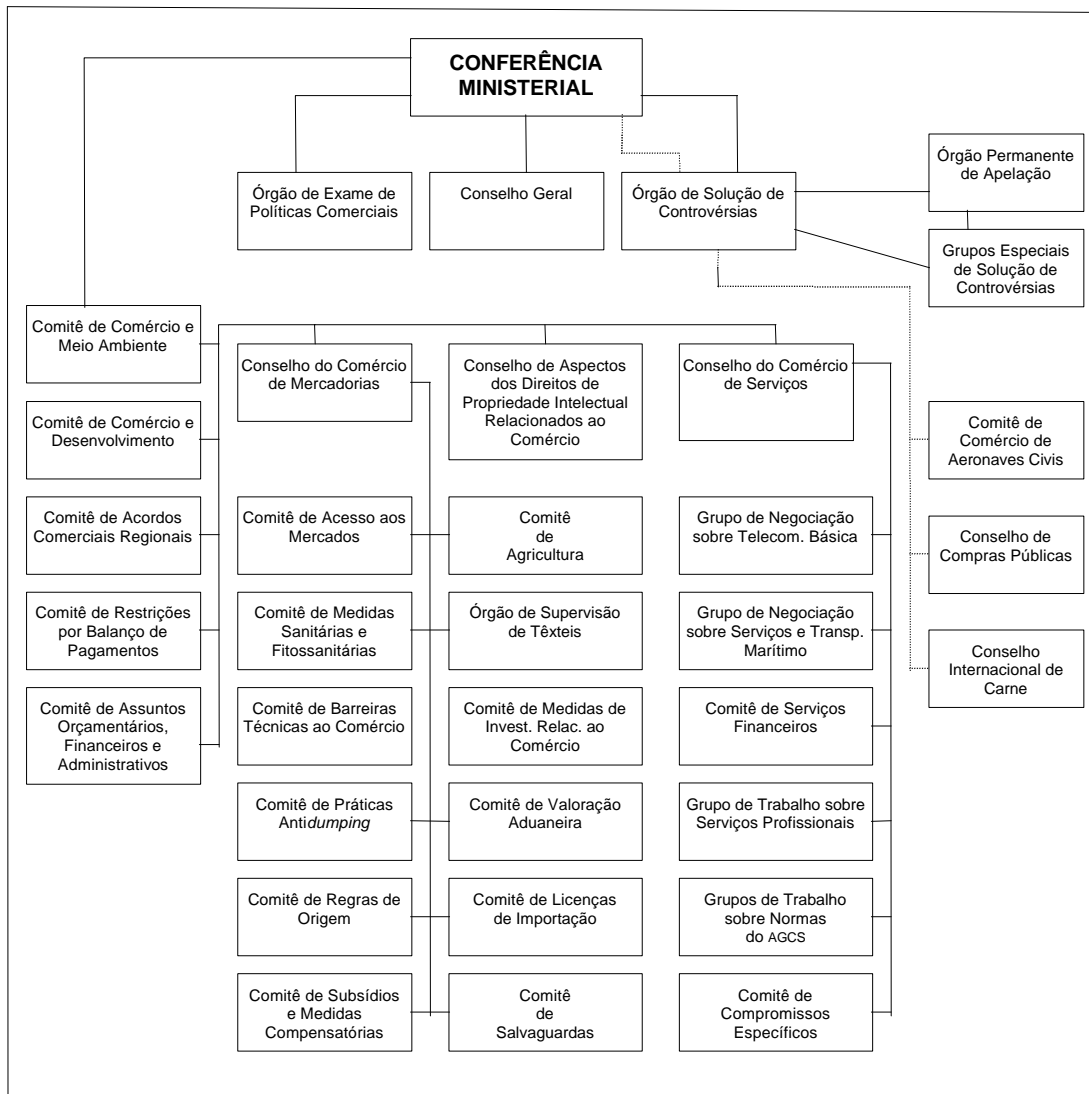 CONFERÊNCIA
MINISTERIAL
Órgão de Exame de
Políticas Comerciais
Conselho Geral
Órgão de Solução de
Controvérsias
Órgão Permanente
de Apelação
Grupos Especiais
de Solução de
Controvérsias
Comitê de Comércio e
Meio Ambiente
Comitê de Comércio e
Desenvolvimento
Comitê de Acordos
Comerciais Regionais
Comitê de Restrições
por Balanço de
Pagamentos
Comitê de Assuntos
Orçamentários,
Financeiros e
Administrativos
Conselho do Comércio
de Mercadorias
Conselho de Aspectos
dos Direitos de
Propriedade Intelectual
Relacionados ao
Comércio
Conselho do Comércio
de Serviços
Comitê de Acesso aos
Mercados
Comitê
de
Agricultura
Comitê de Medidas
Sanitárias e
Fitossanitárias
Órgão de Supervisão
de Têxteis
Comitê de Barreiras
Técnicas ao Comércio
Comitê de Medidas de
Invest. Relac. ao
Comércio
Comitê de Práticas
Antidumping
Comitê de Valoração
Aduaneira
Comitê de Regras de
Origem
Comitê de Licenças
de Importação
Comitê de Subsídios
e Medidas
Compensatórias
Comitê
de
Salvaguardas
Grupo de Negociação
sobre Telecom. Básica
Grupo de Negociação
sobre Serviços e Transp.
Marítimo
Comitê de Serviços
Financeiros
Grupo de Trabalho sobre
Serviços Profissionais
Grupos de Trabalho
sobre Normas
do AGCS
Comitê de
Compromissos
Específicos
Comitê de
Comércio de
Aeronaves Civis
Conselho de
Compras Públicas
Conselho
Internacional de
Carne